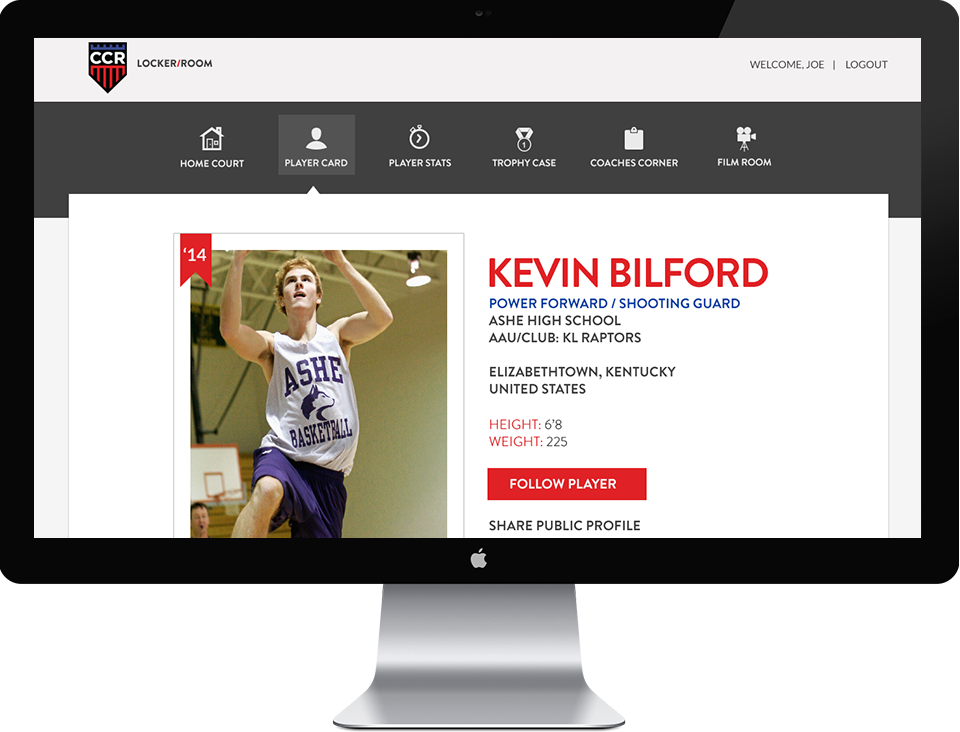 CCR
LOCKER/ROOM
WELCOME, JOE | LOGOUT
HOME COURT
PLAYER CARD
PLAYER STATS
1
TROPHY CASE
COACHES CORNER
FILM ROOM
‘14
ASHE
BASKETBALL
KEVIN BILFORD
POWER FORWARD / SHOOTING GUARD
ASHE HIGH SCHOOL
AAU/CLUB: KL RAPTORS
ELIZABETHTOWN, KENTUCKY
UNITED STATES
HEIGHT: 6’8
WEIGHT: 225
FOLLOW PLAYER
SHARE PUBLIC PROFILE